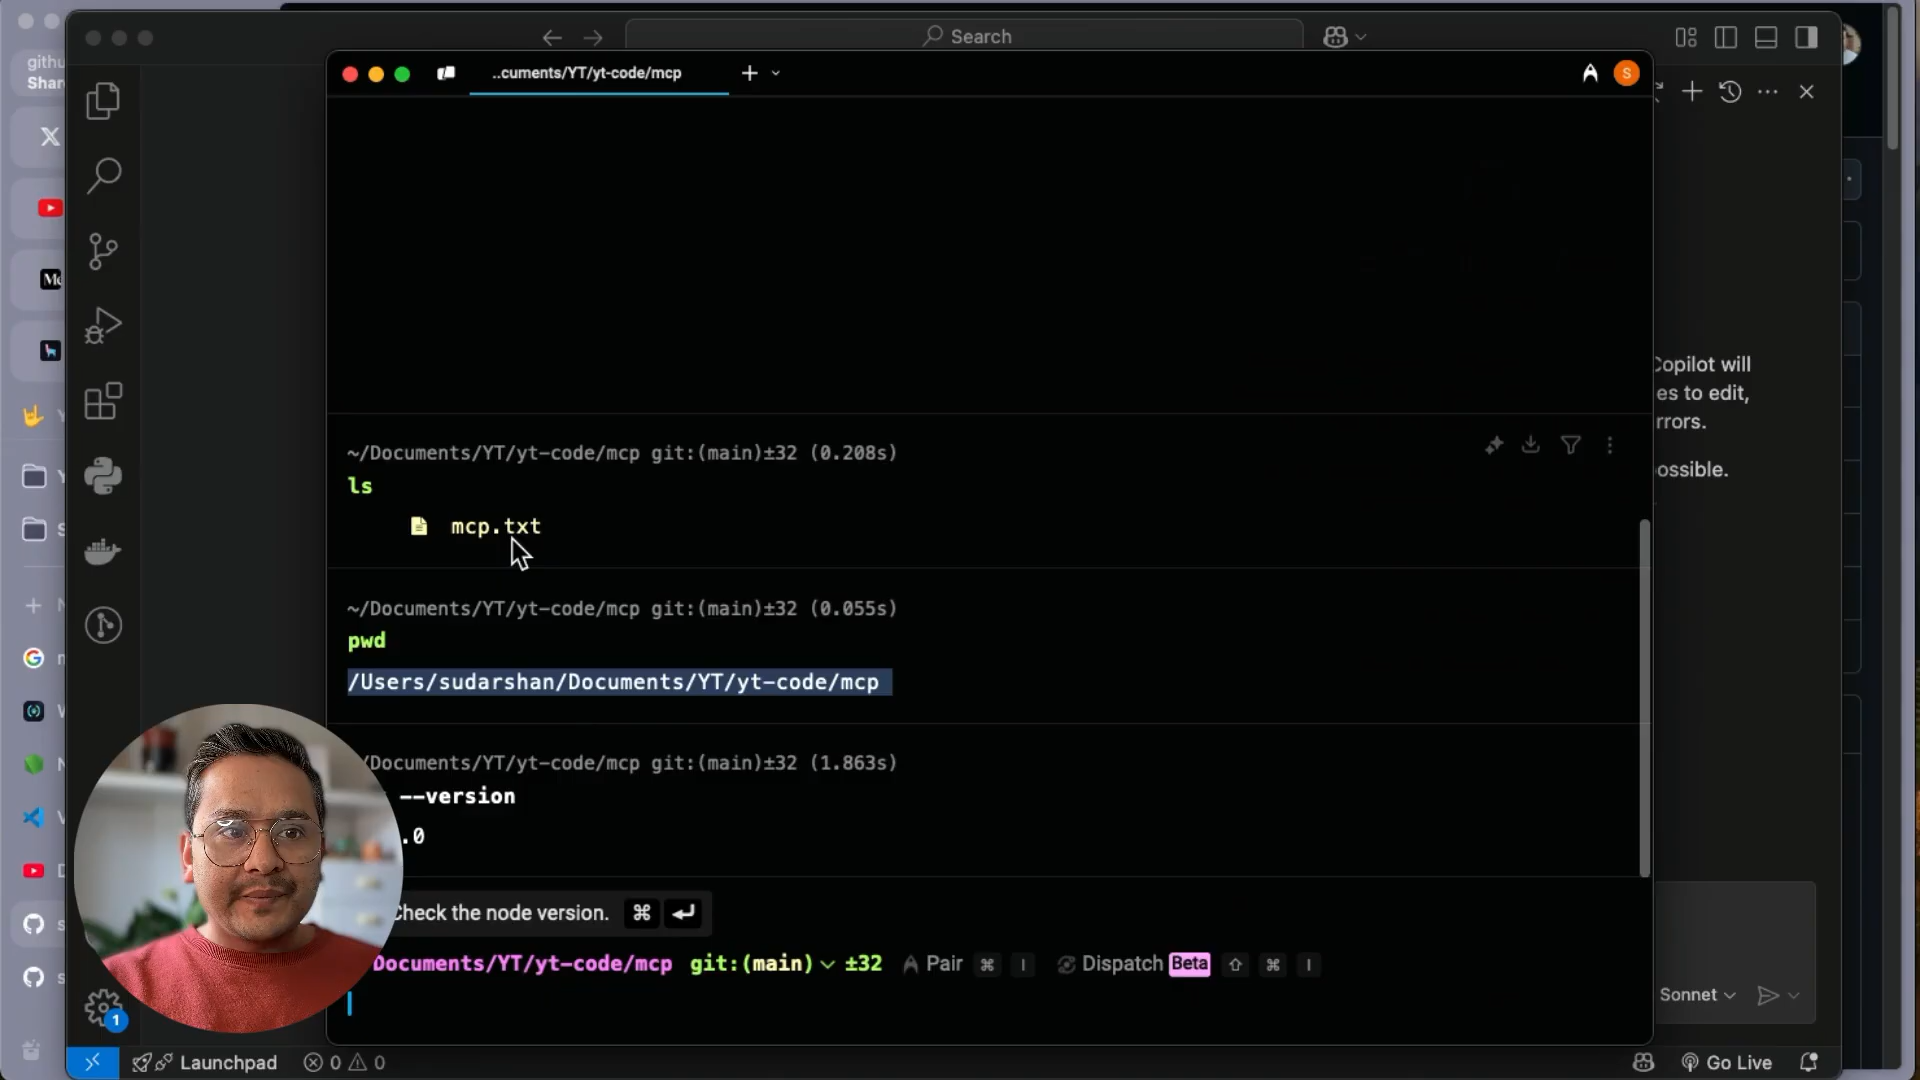 Search
githu
Shar
..cuments/YT/yt-code/mcp
S
~/Documents/YT/yt-code/mcp git:(main)±32 (0.208s)
ls
mcp.txt
~/Documents/YT/yt-code/mcp git:(main)±32 (0.055s)
pwd
/Users/sudarshan/Documents/YT/yt-code/mcp
/Documents/YT/yt-code/mcp git:(main)±32 (1.863s)
--version
.0
Check the node version. ⌘
Documents/YT/yt-code/mcp git:(main) ±32 Pair ⌘ I Dispatch Beta ⌘ I
Copilot will
es to edit,
rrors.
ossible.
Sonnet
1
Launchpad 0 0
Go Live